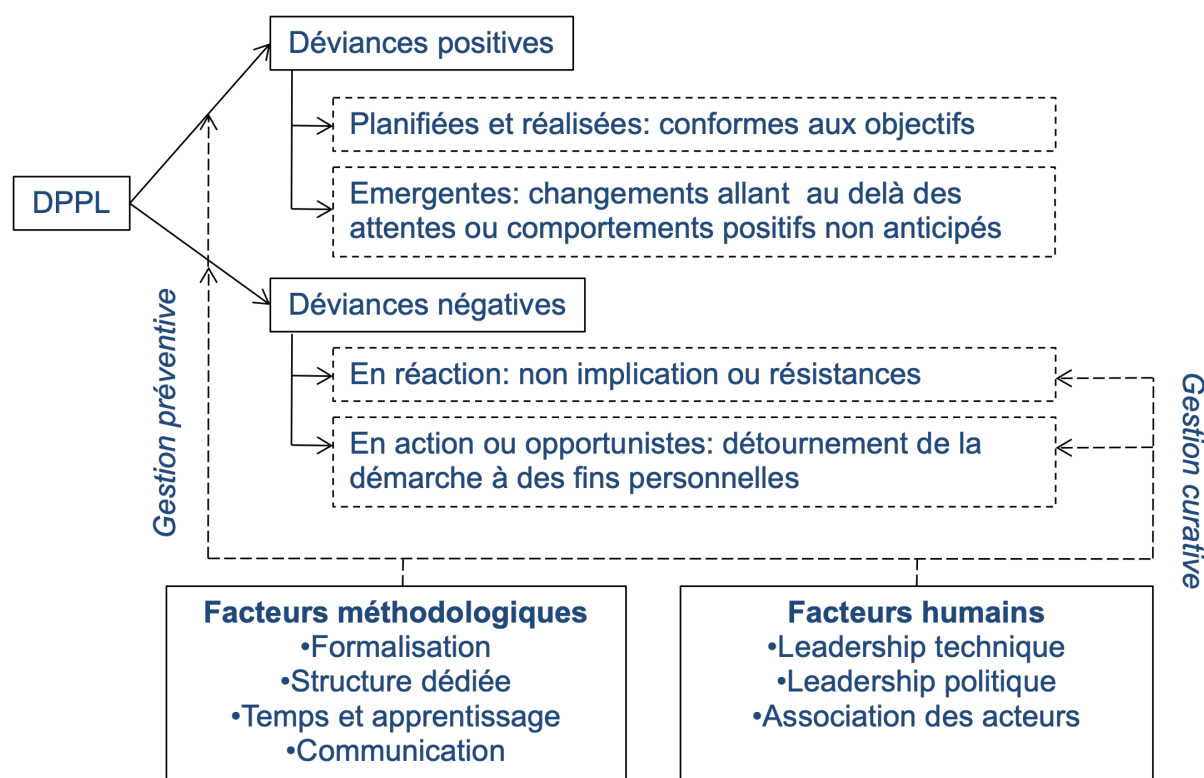 Déviances positives
Planifiées et réalisées: conformes aux objectifs
DPPL
Emergentes: changements allant au delà des
attentes ou comportements positifs non anticipés
Déviances négatives
Gestion préventive
En réaction: non implication ou résistances
En action ou opportunistes: détournement de la
démarche à des fins personnelles
Gestion curative
Facteurs méthodologiques
•Formalisation
•Structure dédiée
•Temps et apprentissage
•Communication
Facteurs humains
•Leadership technique
•Leadership politique
•Association des acteurs